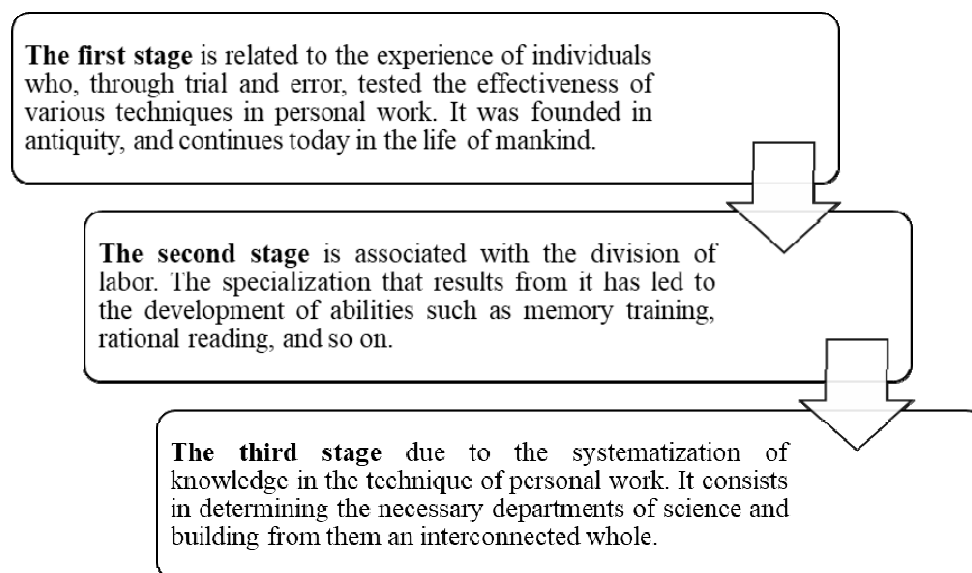 The first stage is related to the experience of individuals
who, through trial and error, tested the effectiveness of
various techniques in personal work. It was founded in
antiquity, and continues today in the life of mankind.
The second stage is associated with the division of
labor. The specialization that results from it has led to
the development of abilities such as memory training,
rational reading, and so on.
The third stage due to the systematization of
knowledge in the technique of personal work. It consists
in determining the necessary departments of science and
building from them an interconnected whole.